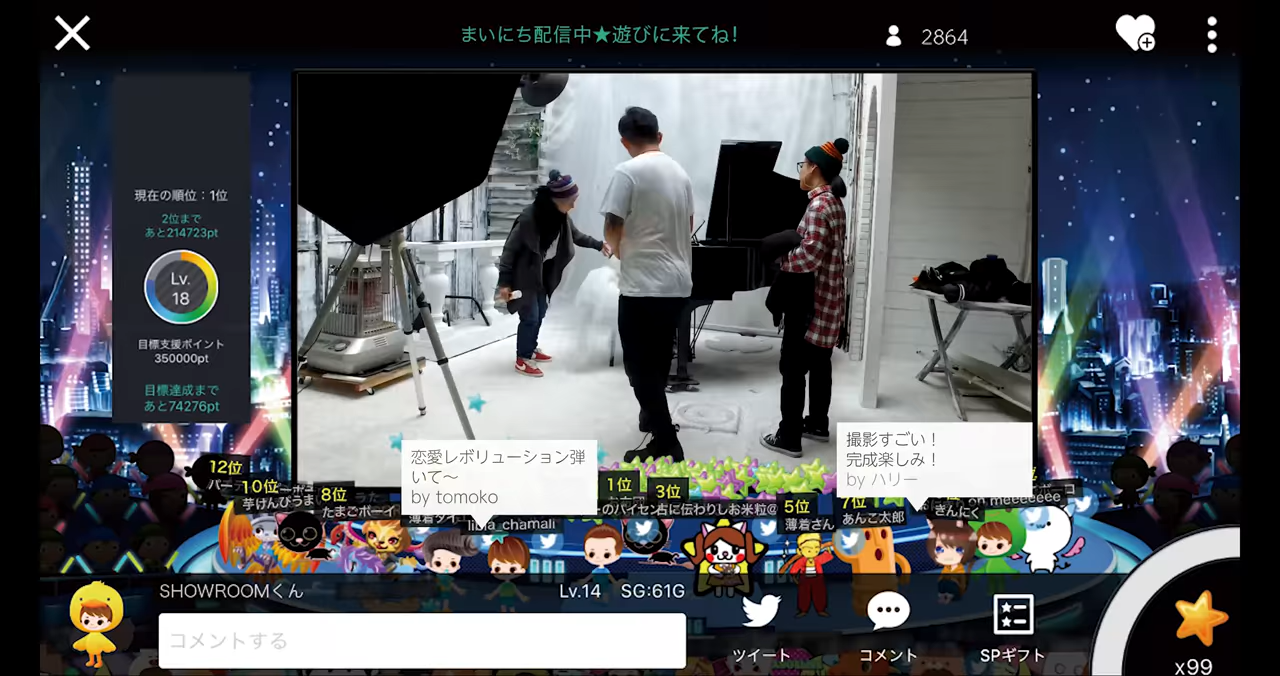 まいにち配信中★遊びに来てね!
2864
現在の順位：1位
2位まで
あと214723pt
Lv.
18
目標支援ポイント
350000pt
目標達成まで
あと74276pt
恋愛レボリューション弾
いて〜
by tomoko
撮影すごい！
完成楽しみ！
by ハリー
12位
10位
芋げんぴうま
8位
たまごボーイ
libia_chamali
1位
3位
5位
薄着さん
7位
あんこ太郎
きんにく
SHOWROOMくん
Lv.14
SG:61G
コメントする
ツイート
コメント
SPギフト
x99